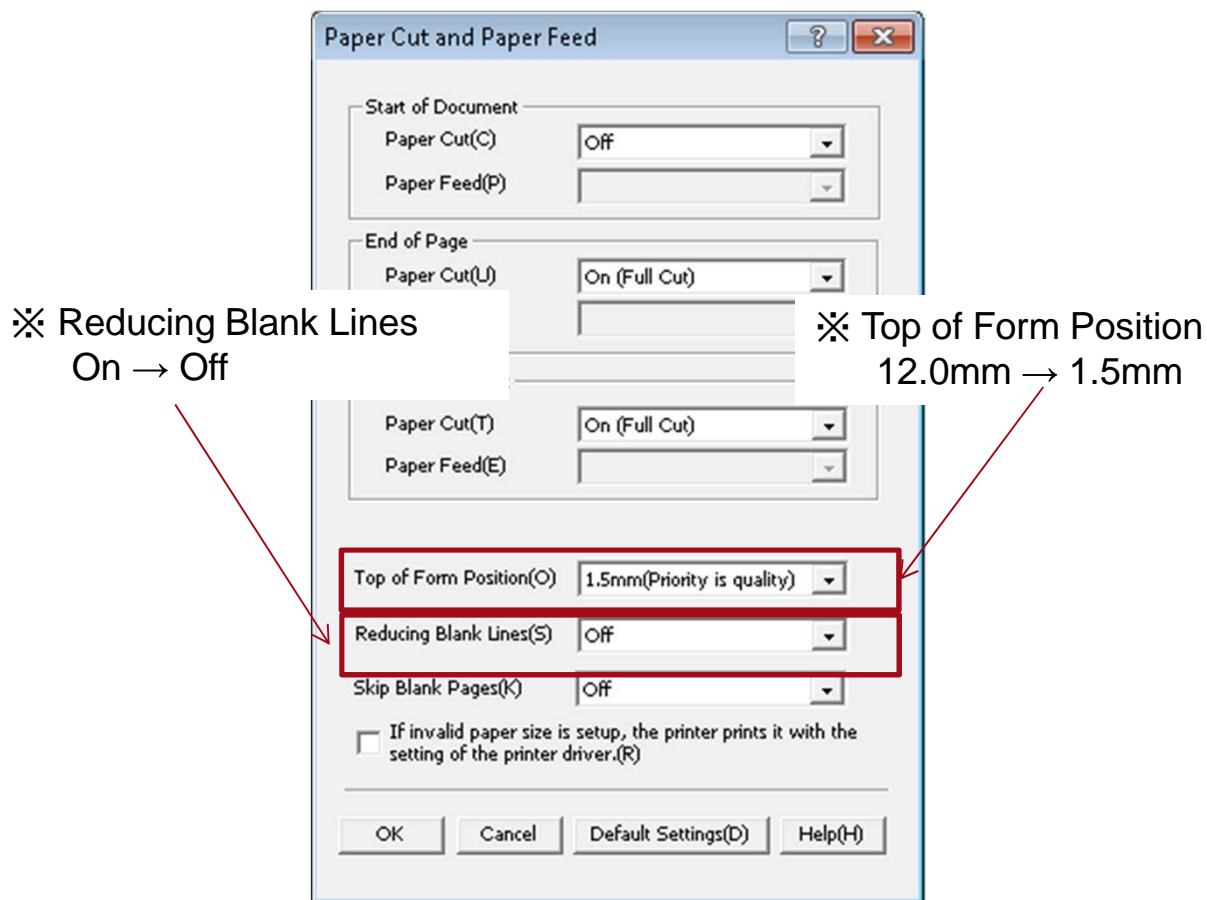 Paper Cut and Paper Feed
Start of Document
Paper Cut(C) Off
Paper Feed(P)
End of Page
Paper Cut(U) On (Full Cut)
※ Reducing Blank Lines
On → Off
※ Top of Form Position
12.0mm → 1.5mm
Paper Cut(T) On (Full Cut)
Paper Feed(E)
Top of Form Position(O) 1.5mm(Priority is quality)
Reducing Blank Lines(S) Off
Skip Blank Pages(K) Off
If invalid paper size is setup, the printer prints it with the
setting of the printer driver.(R)
OK Cancel Default Settings(D) Help(H)